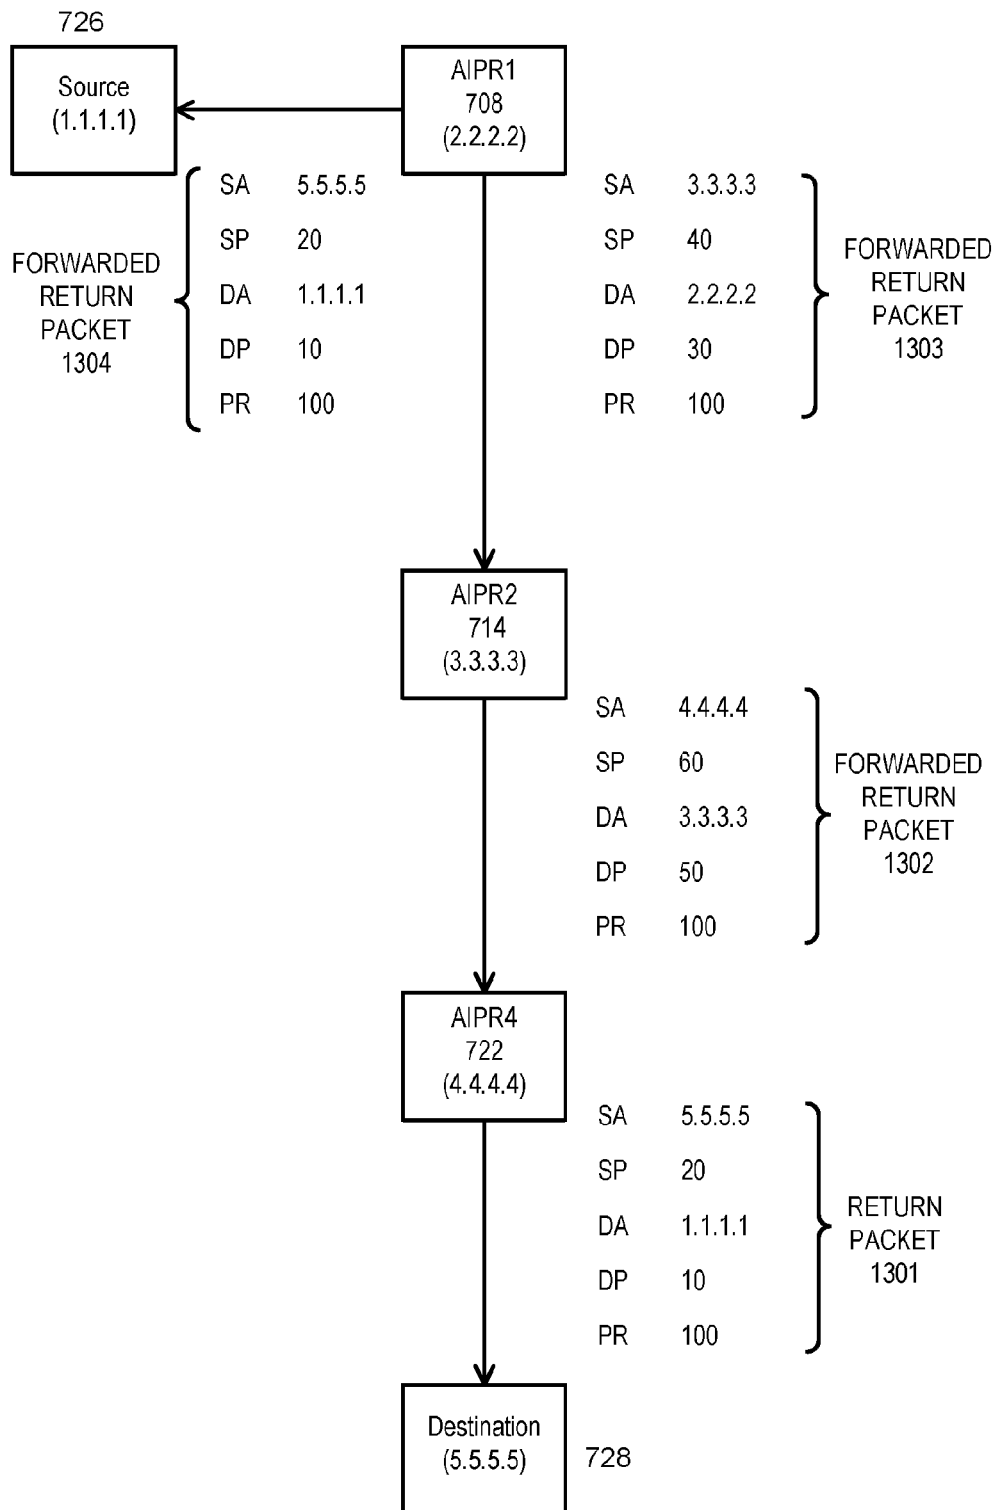 726
Source
(1.1.1.1)
AIPR1
708
(2.2.2.2)
FORWARDED
RETURN
PACKET
1304
SA 5.5.5.5
SP 20
DA 1.1.1.1
DP 10
PR 100
SA 3.3.3.3
SP 40
DA 2.2.2.2
DP 30
PR 100
FORWARDED
RETURN
PACKET
1303
AIPR2
714
(3.3.3.3)
SA 4.4.4.4
SP 60
DA 3.3.3.3
DP 50
PR 100
FORWARDED
RETURN
PACKET
1302
AIPR4
722
(4.4.4.4)
SA 5.5.5.5
SP 20
DA 1.1.1.1
DP 10
PR 100
RETURN
PACKET
1301
Destination
(5.5.5.5)
728